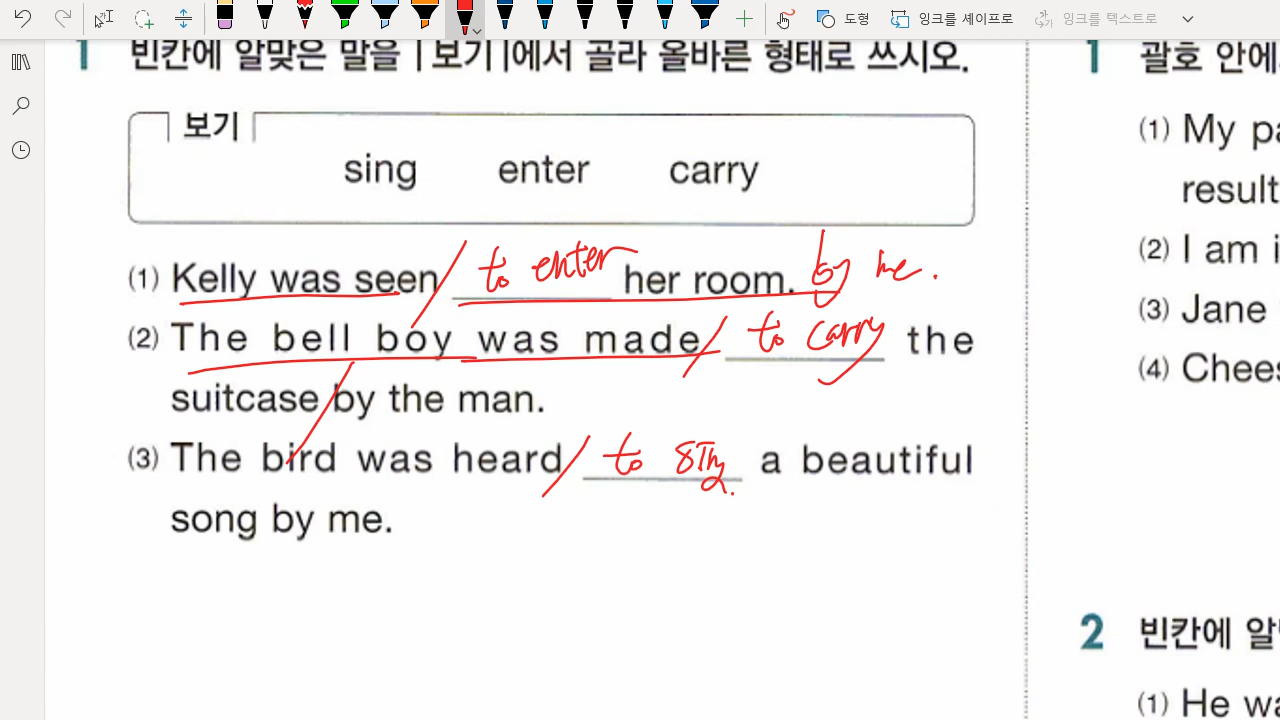 도형 잉크를 셰이프로 잉크를 텍스트로
1 빈칸에 알맞은 말을 |보기|에서 골라 올바른 형태로 쓰시오.
보기
sing enter carry
(1) Kelly was seen to enter her room. by me.
(2) The bell boy was made to carry the
suitcase by the man.
(3) The bird was heard to sing a beautiful
song by me.
1 괄호 안에
(1) My pa
result
(2) I am i
(3) Jane
(4) Chees
2 빈칸에 알
(1) He wa